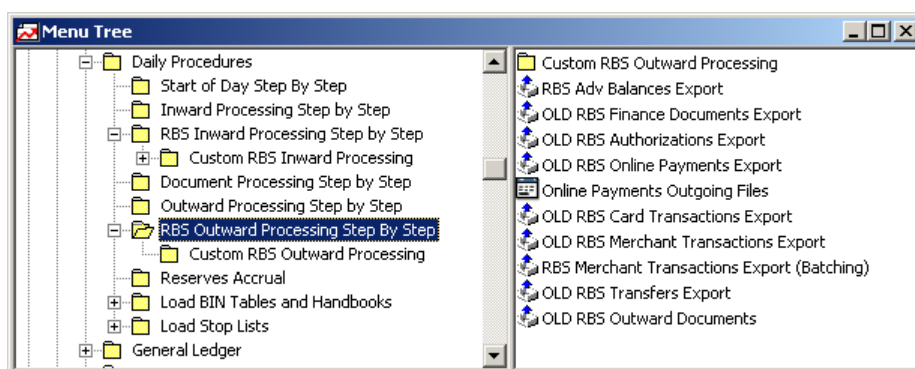 Menu Tree
Daily Procedures
Start of Day Step By Step
Inward Processing Step by Step
RBS Inward Processing Step by Step
Custom RBS Inward Processing
Document Processing Step by Step
Outward Processing Step by Step
RBS Outward Processing Step By Step
Custom RBS Outward Processing
Reserves Accrual
Load BIN Tables and Handbooks
Load Stop Lists
General Ledger
Custom RBS Outward Processing
RBS Adv Balances Export
OLD RBS Finance Documents Export
OLD RBS Authorizations Export
OLD RBS Online Payments Export
Online Payments Outgoing Files
OLD RBS Card Transactions Export
OLD RBS Merchant Transactions Export
RBS Merchant Transactions Export (Batching)
OLD RBS Transfers Export
OLD RBS Outward Documents